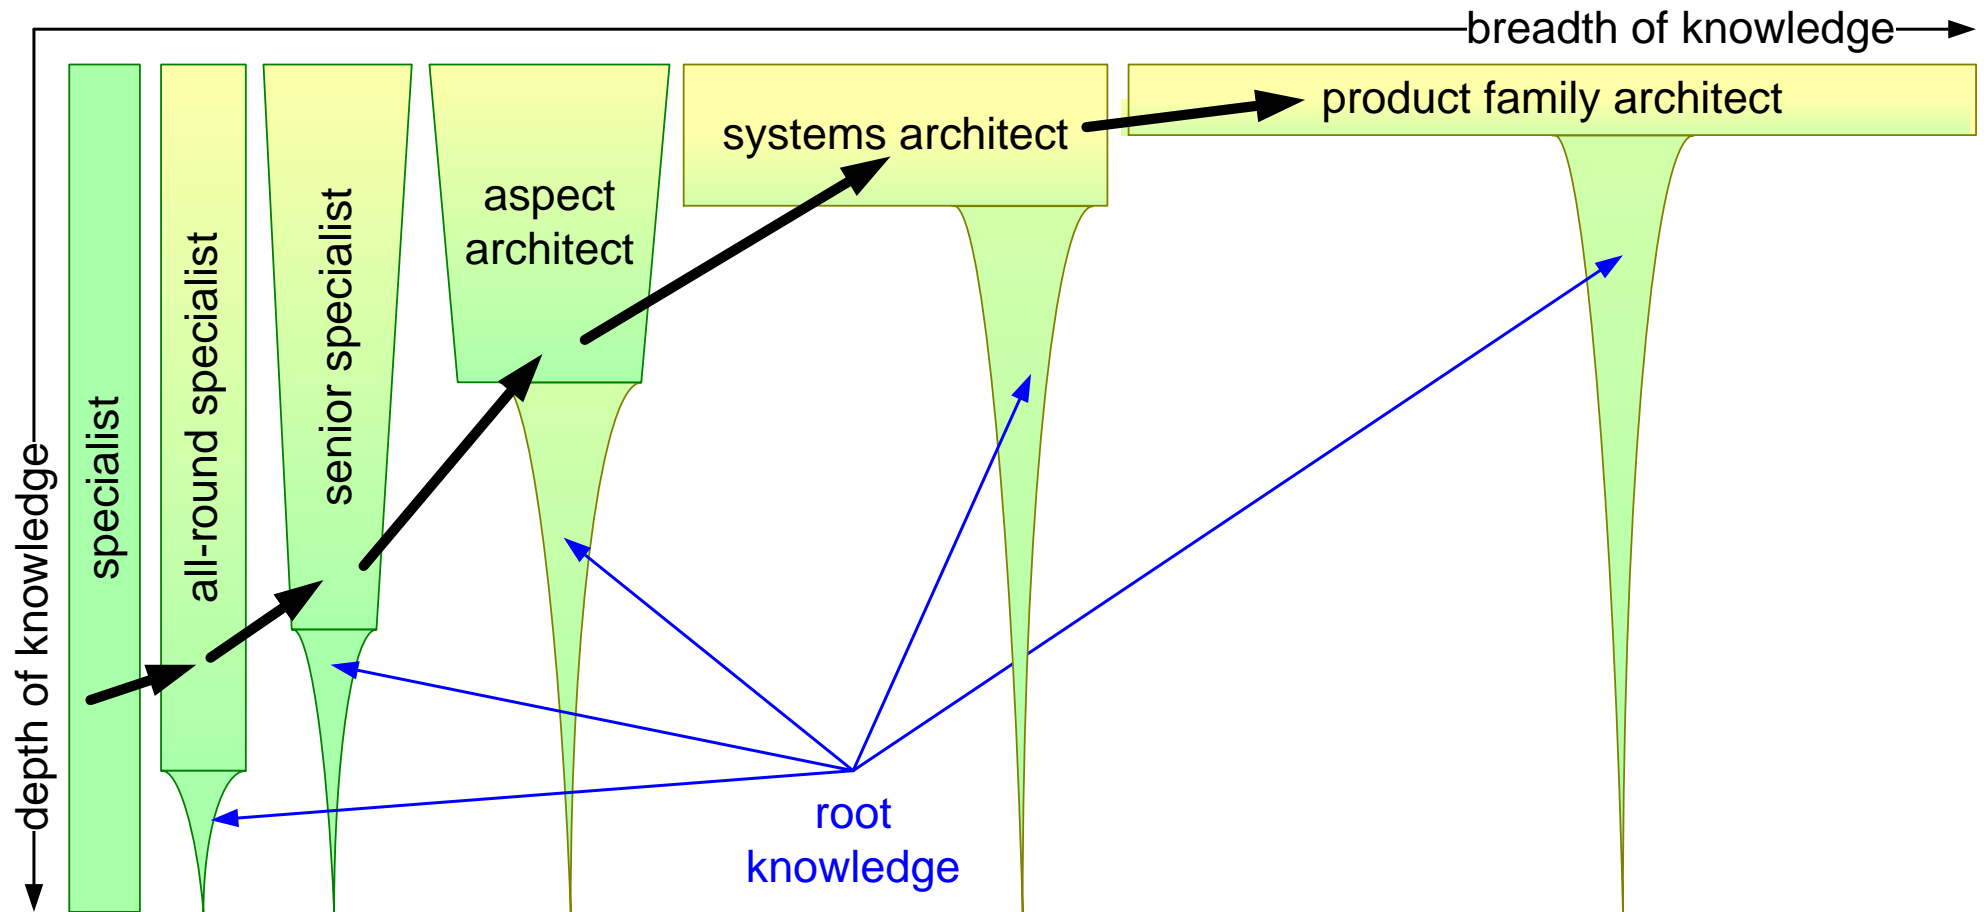 breadth of knowledge
depth of knowledge
specialist
all-round specialist
senior specialist
aspect
architect
systems architect
product family architect
root
knowledge